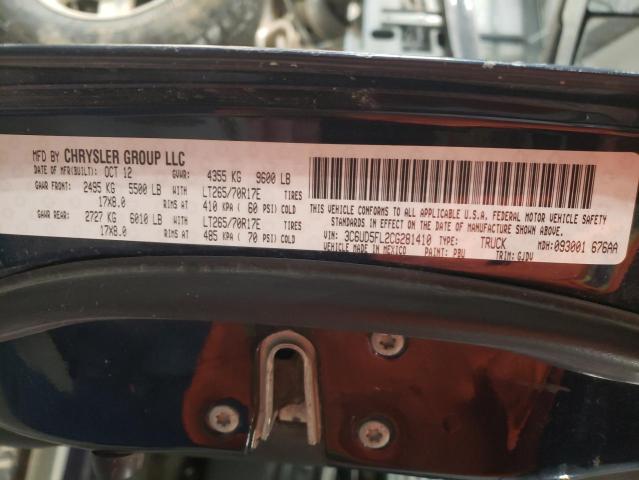 MFD BY CHRYSLER GROUP LLC
DATE OF MFR(BUILT): OCT 12 GVWR: 4355 KG 9600 LB
GAWR FRONT: 2495 KG 5500 LB WITH LT265/70R17E TIRES
17X8.0 RIMS AT 410 KPA ( 60 PSI) COLD
GAWR REAR: 2727 KG 6010 LB WITH LT265/70R17E TIRES
17X8.0 RIMS AT 485 KPA ( 70 PSI) COLD
THIS VEHICLE CONFORMS TO ALL APPLICABLE U.S.A. FEDERAL MOTOR VEHICLE SAFETY
STANDARDS IN EFFECT ON THE DATE OF MANUFACTURE SHOWN ABOVE.
VIN: 3C6UD5FL2CG281410 TYPE: TRUCK MDH: 093001 676AA
VEHICLE MADE IN MEXICO PAINT: PBU TRIM: GJDV